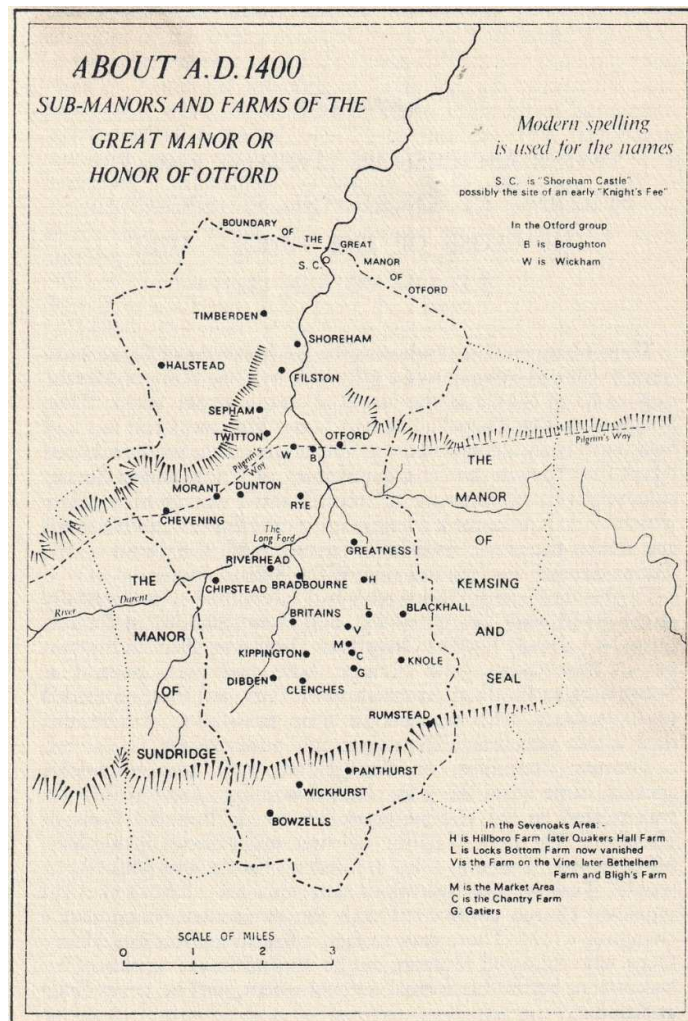 ABOUT A.D.1400
SUB-MANORS AND FARMS OF THE
GREAT MANOR OR
HONOR OF OTFORD
Modern spelling
is used for the names
S. C. is "Shoreham Castle"
possibly the site of an early "Knight's Fee"
In the Otford group
B is Broughton
W is Wickham
BOUNDARY OF THE GREAT MANOR OF OTFORD
S. C.
TIMBERDEN
SHOREHAM
HALSTEAD
FILSTON
SEPHAM
TWITTON
OTFORD
W
B
Pilgrim's Way
Pilgrim's Way
THE
MANOR
OF
KEMSING
AND
SEAL
MORANT
DUNTON
RYE
CHEVENING
The
Long Ford
GREATNESS
RIVERHEAD
THE
MANOR
OF
SUNDRIDGE
CHIPSTEAD
BRADBOURNE
H
River Darent
BRITAINS
L
BLACKHALL
V
M
KIPPINGTON
C
KNOLE
G
DIBDEN
CLENCHES
RUMSTEAD
PANTHURST
WICKHURST
BOWZELLS
In the Sevenoaks Area:
H is Hillboro Farm later Quakers Hall Farm
L is Locks Bottom Farm now vanished
V is the Farm on the Vine later Bethelhem
Farm and Bligh's Farm
M is the Market Area
C is the Chantry Farm
G. Gatiers
SCALE OF MILES
0 1 2 3